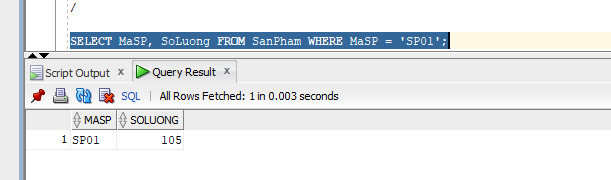 /
SELECT MaSP, SoLuong FROM SanPham WHERE MaSP = 'SP01';
Script Output x Query Result x
SQL | All Rows Fetched: 1 in 0.003 seconds
MASP SOLUONG
1 SP01 105